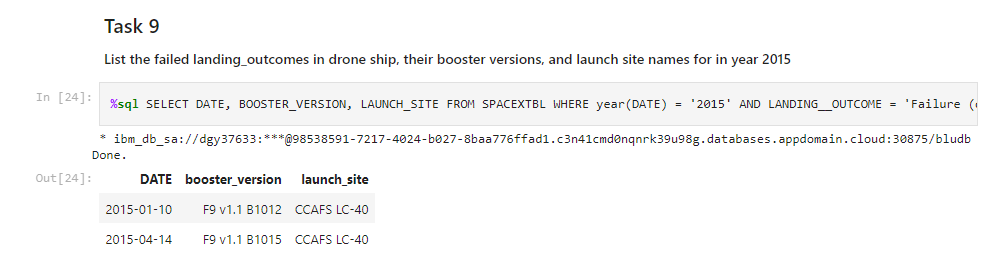 Task 9
List the failed landing_outcomes in drone ship, their booster versions, and launch site names for in year 2015
In [24]: %sql SELECT DATE, BOOSTER_VERSION, LAUNCH_SITE FROM SPACEXTBL WHERE year(DATE) = '2015' AND LANDING__OUTCOME = 'Failure (
* ibm_db_sa://dgy37633:***@98538591-7217-4024-b027-8baa776ffad1.c3n41cmd0nqnrk39u98g.databases.appdomain.cloud:30875/bludb
Done.
Out[24]: DATE booster_version launch_site
2015-01-10 F9 v1.1 B1012 CCAFS LC-40
2015-04-14 F9 v1.1 B1015 CCAFS LC-40